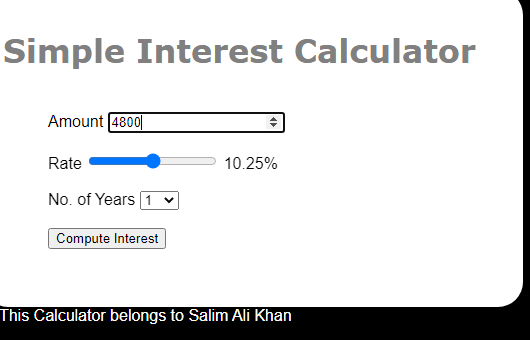 Simple Interest Calculator
Amount 4800
Rate 10.25%
No. of Years 1
Compute Interest
This Calculator belongs to Salim Ali Khan